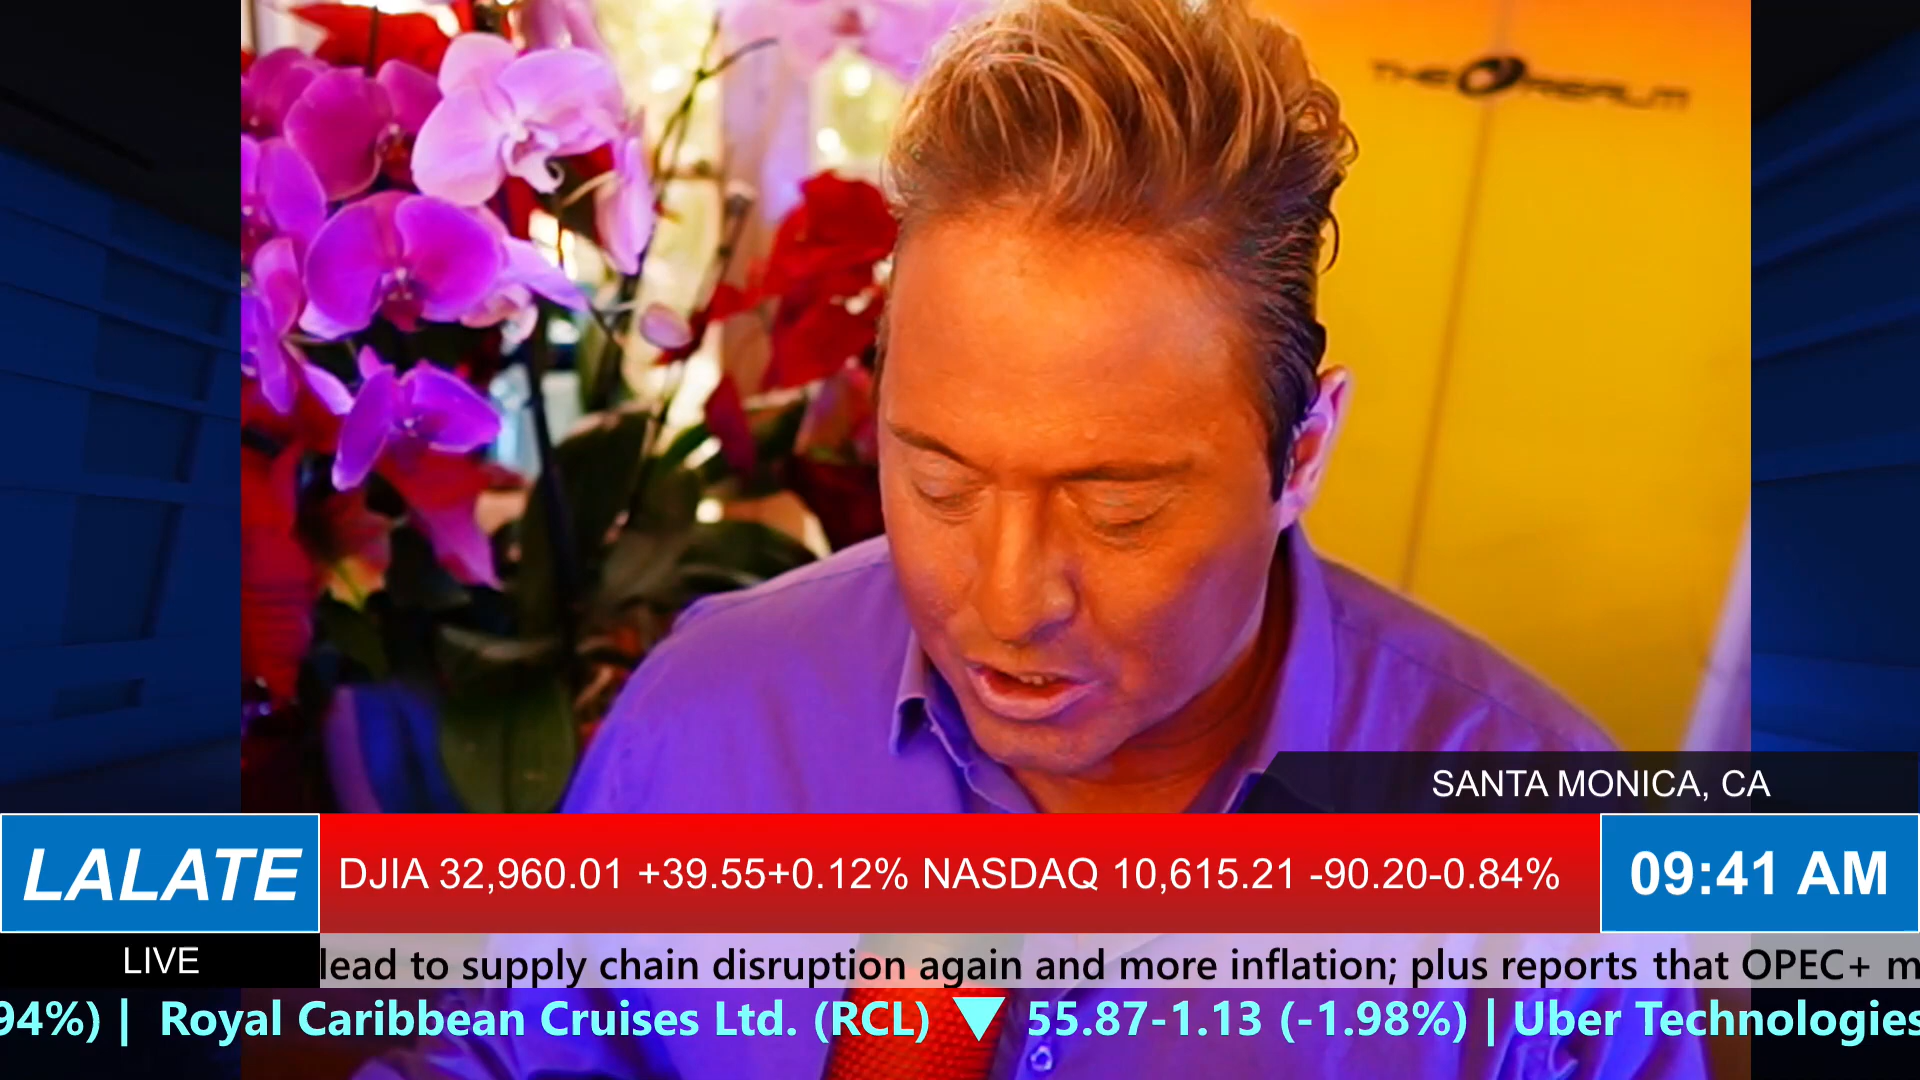 THE REALM
SANTA MONICA, CA
LALATE
DJIA 32,960.01 +39.55+0.12% NASDAQ 10,615.21 -90.20-0.84%
09:41 AM
LIVE
lead to supply chain disruption again and more inflation; plus reports that OPEC+ m
94%) | Royal Caribbean Cruises Ltd. (RCL) ▼ 55.87-1.13 (-1.98%) | Uber Technologies